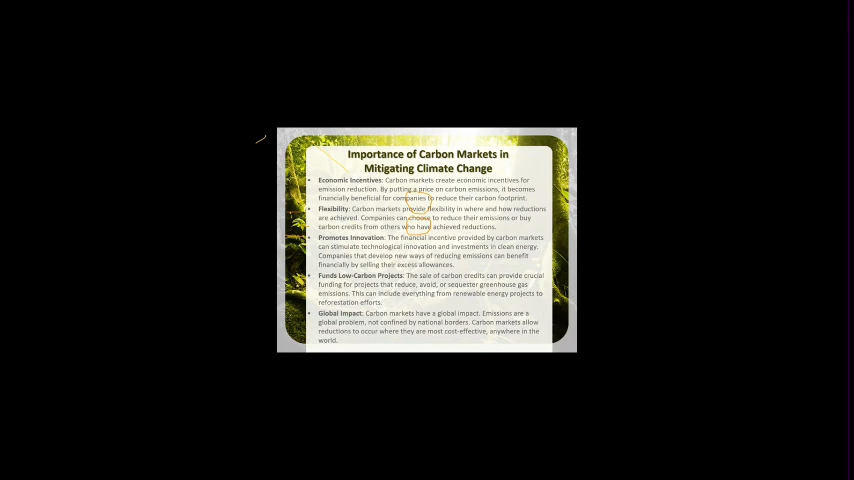 Importance of Carbon Markets in
Mitigating Climate Change
• Economic Incentives: Carbon markets create economic incentives for
emission reduction. By putting a price on carbon emissions, it becomes
financially beneficial for companies to reduce their carbon footprint.
• Flexibility: Carbon markets provide flexibility in where and how reductions
are achieved. Companies can choose to reduce their emissions or buy
carbon credits from others who have achieved reductions.
• Promotes Innovation: The financial incentive provided by carbon markets
can stimulate technological innovation and investments in clean energy.
Companies that develop new ways of reducing emissions can benefit
financially by selling their excess allowances.
• Funds Low-Carbon Projects: The sale of carbon credits can provide crucial
funding for projects that reduce, avoid, or sequester greenhouse gas
emissions. This can include everything from renewable energy projects to
reforestation efforts.
• Global Impact: Carbon markets have a global impact. Emissions are a
global problem, not confined by national borders. Carbon markets allow
reductions to occur where they are most cost-effective, anywhere in the
world.